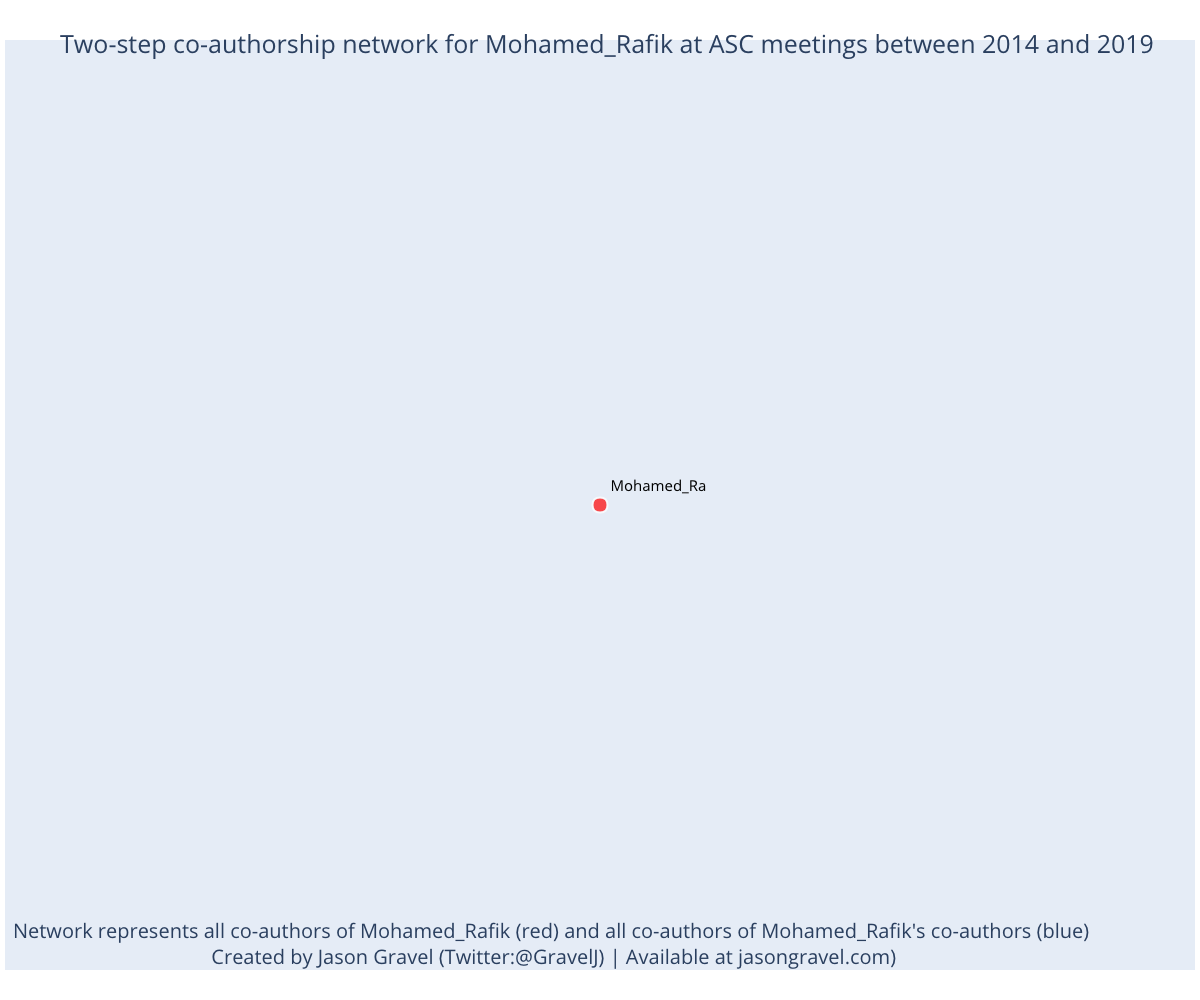 Two-step co-authorship network for Mohamed_Rafik at ASC meetings between 2014 and 2019
Mohamed_Ra
Network represents all co-authors of Mohamed_Rafik (red) and all co-authors of Mohamed_Rafik's co-authors (blue)
Created by Jason Gravel (Twitter:@GravelJ) | Available at jasongravel.com)